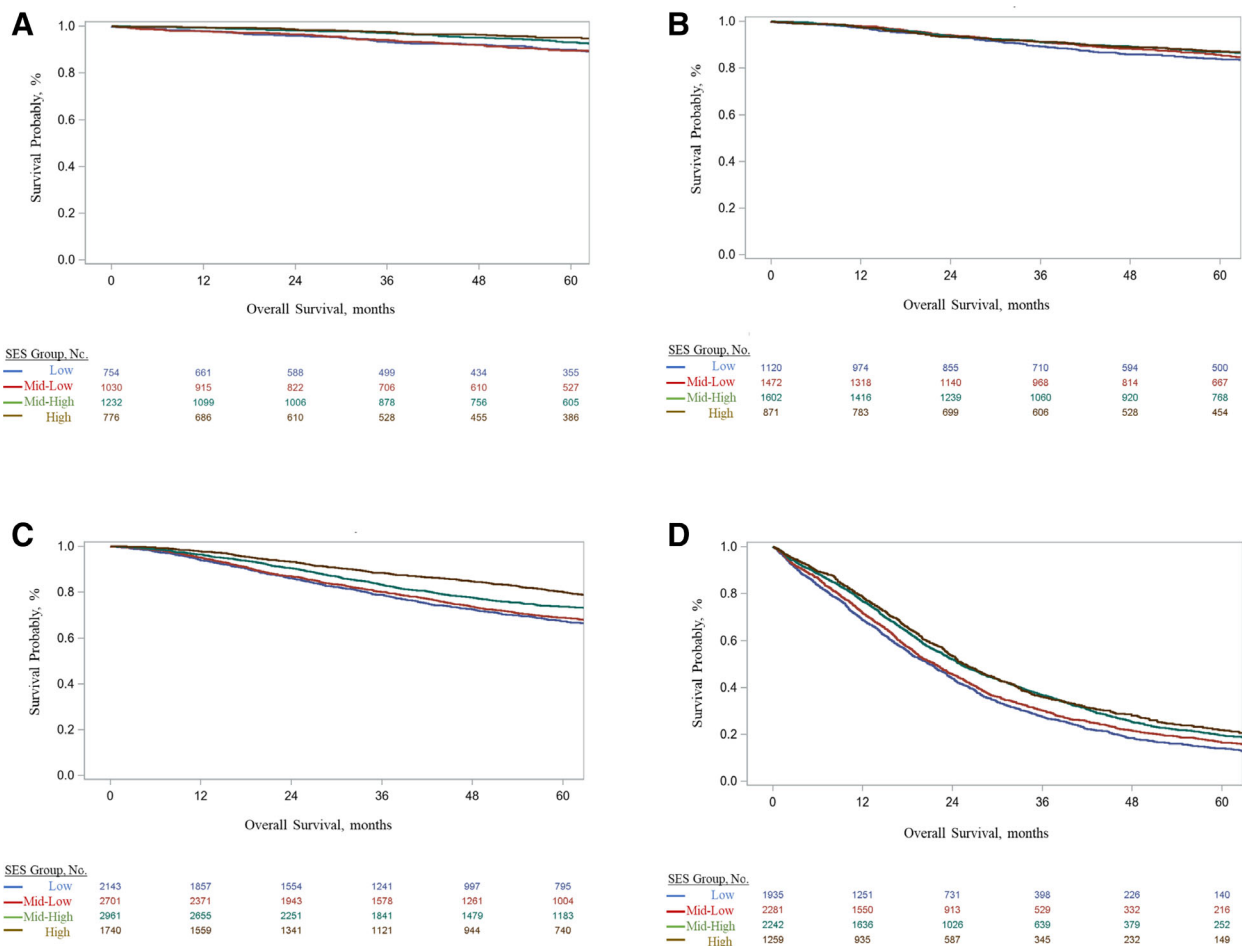 A
1.0
0.8
0.6
0.4
0.2
0.0
Survival Probably, %
0 12 24 36 48 60
Overall Survival, months
SES Group, Nc.
Low 754 661 588 499 434 355
Mid-Low 1030 915 822 706 610 527
Mid-High 1232 1099 1006 878 756 605
High 776 686 610 528 455 386
B
1.0
0.8
0.6
0.4
0.2
0.0
Survival Probably, %
0 12 24 36 48 60
Overall Survival, months
SES Group, No.
Low 1120 974 855 710 594 500
Mid-Low 1472 1318 1140 968 814 667
Mid-High 1602 1416 1239 1060 920 768
High 871 783 699 606 528 454
C
1.0
0.8
0.6
0.4
0.2
0.0
Survival Probably, %
0 12 24 36 48 60
Overall Survival, months
SES Group, No.
Low 2143 1857 1554 1241 997 795
Mid-Low 2701 2371 1943 1578 1261 1004
Mid-High 2961 2655 2251 1841 1479 1183
High 1740 1559 1341 1121 944 740
D
1.0
0.8
0.6
0.4
0.2
0.0
Survival Probably, %
0 12 24 36 48 60
Overall Survival, months
SES Group, No.
Low 1935 1251 731 398 226 140
Mid-Low 2281 1550 913 529 332 216
Mid-High 2242 1636 1026 639 379 252
High 1259 935 587 345 232 149